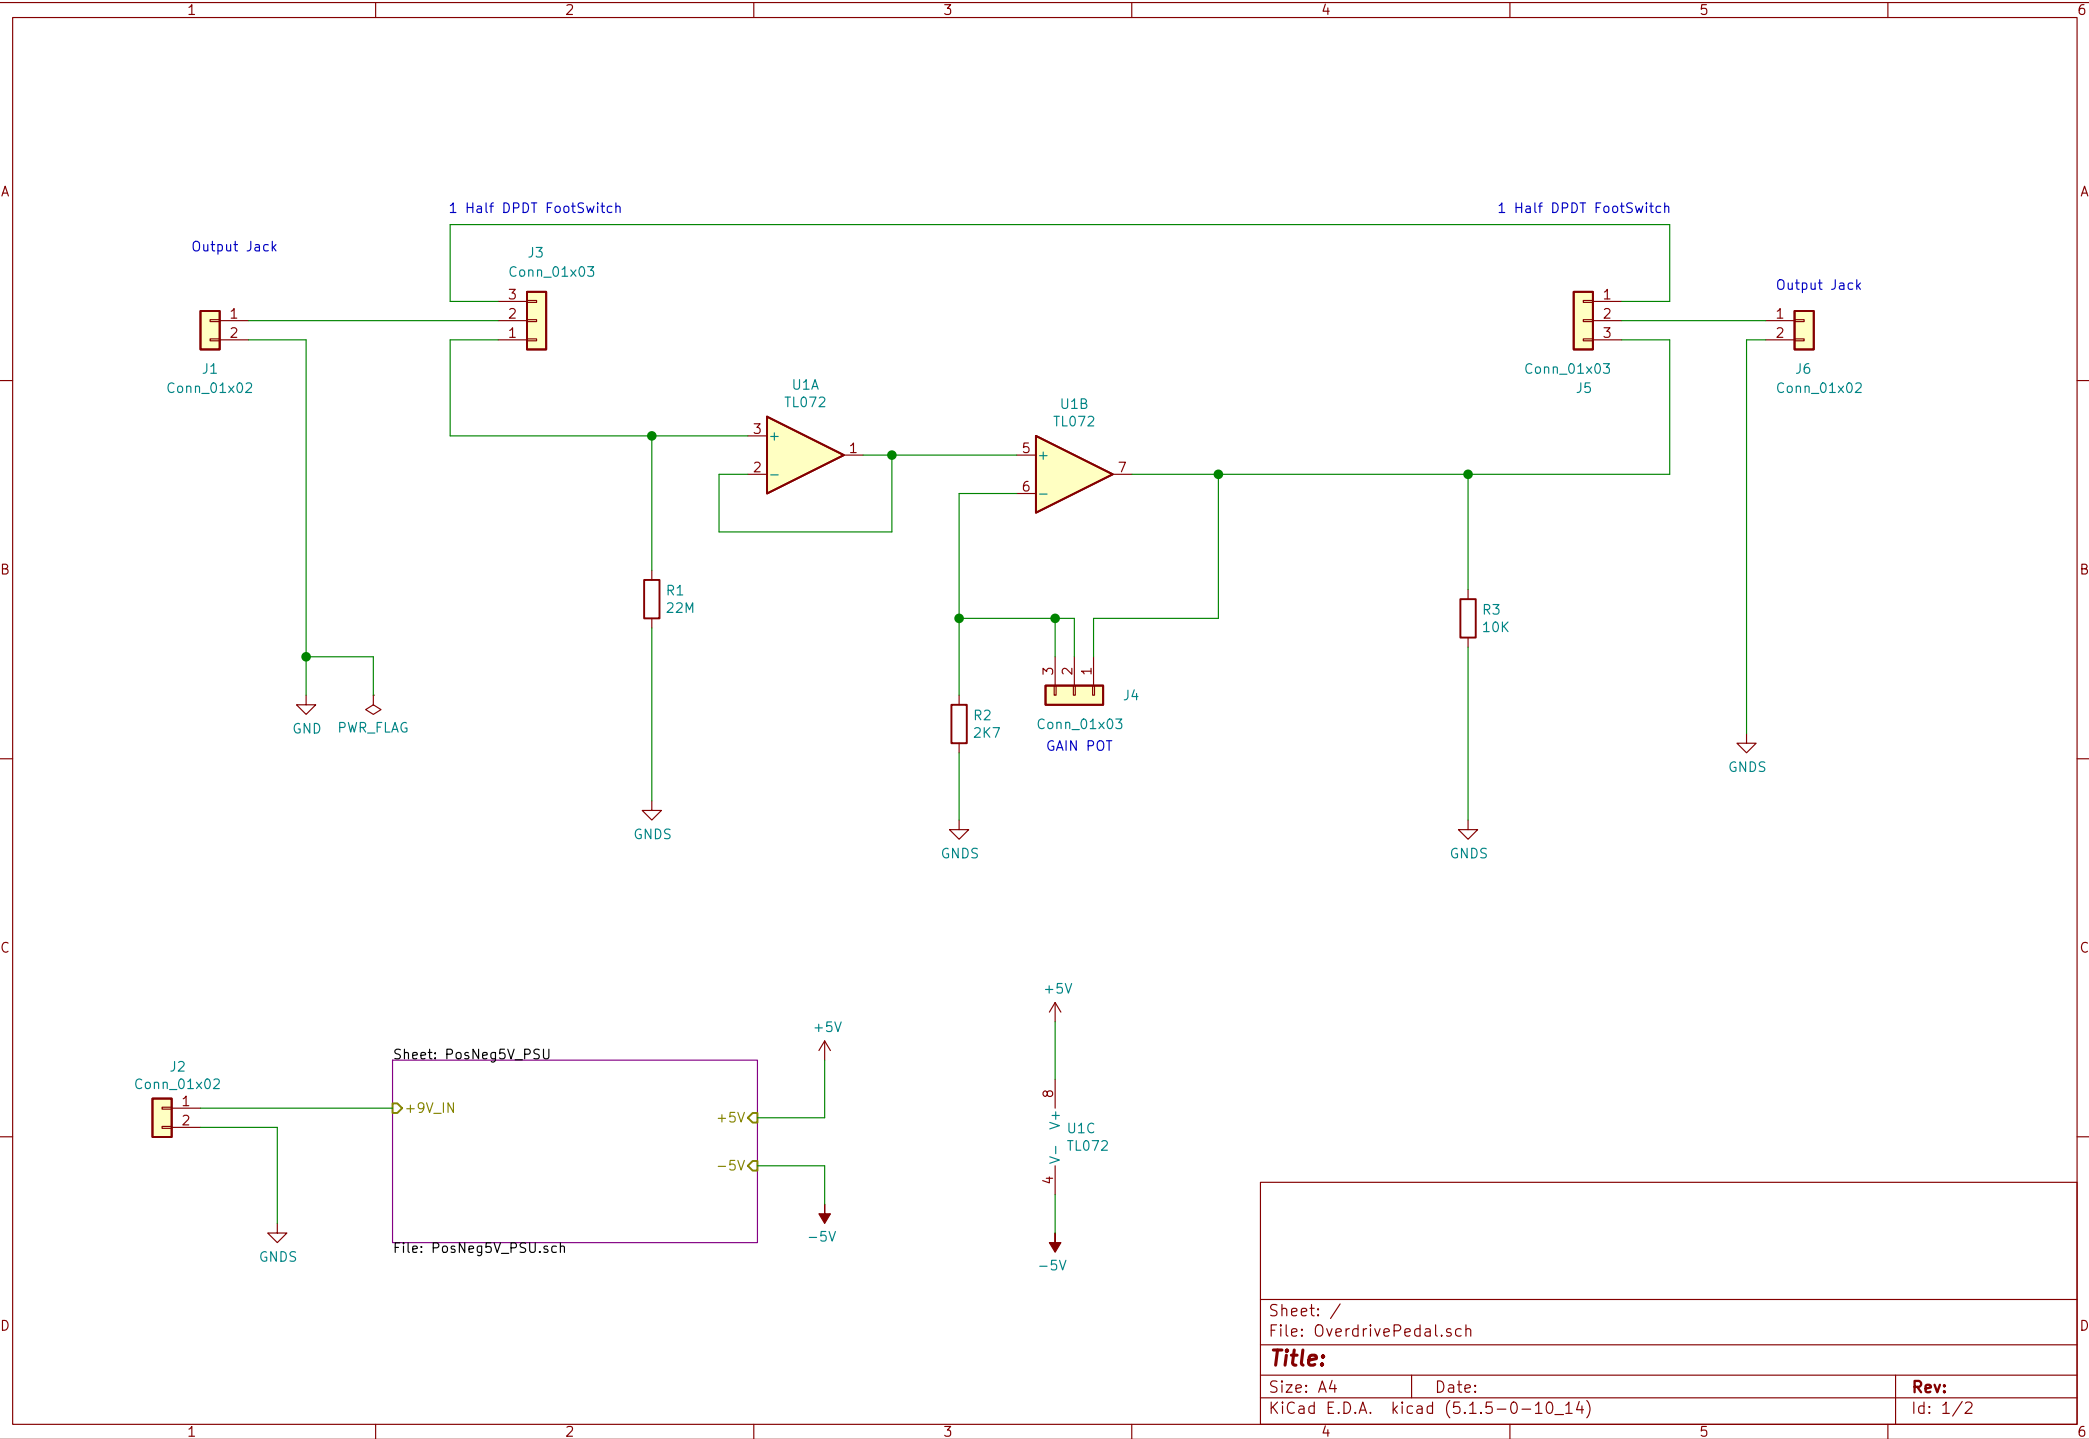 1 2 3 4 5 6
A A
1 Half DPDT FootSwitch
1 Half DPDT FootSwitch
Output Jack
J3
Conn_01x03
3
2
1
1
2
J1
Conn_01x02
Output Jack
1
2
3
Conn_01x03
J5
1
2
J6
Conn_01x02
U1A
TL072
3
+
2
−
1
U1B
TL072
5
+
6
−
7
B B
R1
22M
R3
10K
3 2 1
J4
Conn_01x03
GAIN POT
R2
2K7
GND
PWR_FLAG
GNDS
GNDS
GNDS
GNDS
C C
+5V
8
V+
U1C
TL072
V−
4
−5V
J2
Conn_01x02
1
2
GNDS
Sheet: PosNeg5V_PSU
+9V_IN
+5V
−5V
File: PosNeg5V_PSU.sch
+5V
−5V
D D
Sheet: /
File: OverdrivePedal.sch
Title:
Size: A4 Date: Rev:
KiCad E.D.A. kicad (5.1.5-0-10_14) Id: 1/2
1 2 3 4 5 6